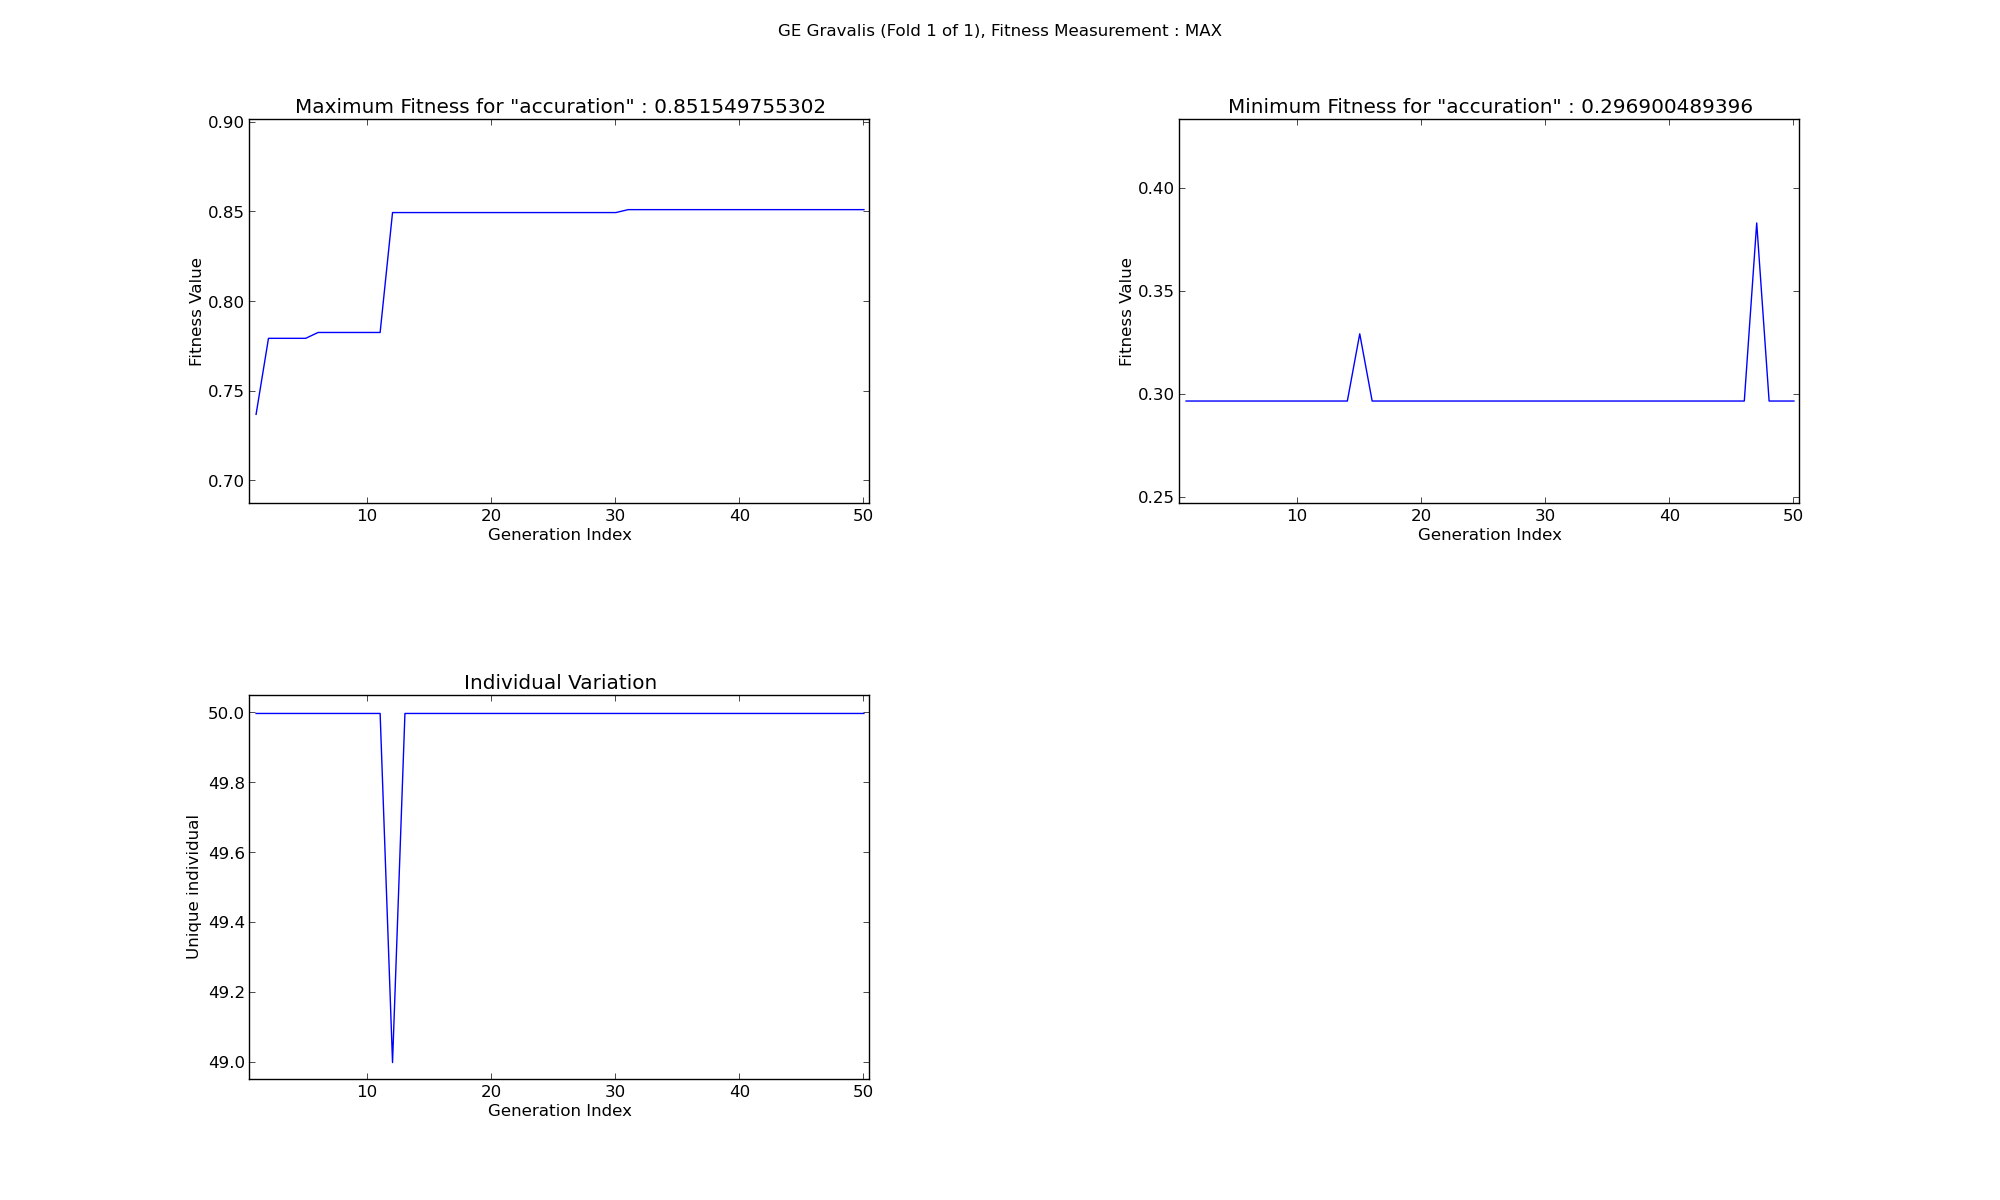 GE Gravalis (Fold 1 of 1), Fitness Measurement : MAX
Maximum Fitness for "accuration" : 0.851549755302
0.90
0.85
0.80
0.75
0.70
Fitness Value
10 20 30 40 50
Generation Index
Minimum Fitness for "accuration" : 0.296900489396
0.40
0.35
0.30
0.25
Fitness Value
10 20 30 40 50
Generation Index
Individual Variation
50.0
49.8
49.6
49.4
49.2
49.0
Unique individual
10 20 30 40 50
Generation Index